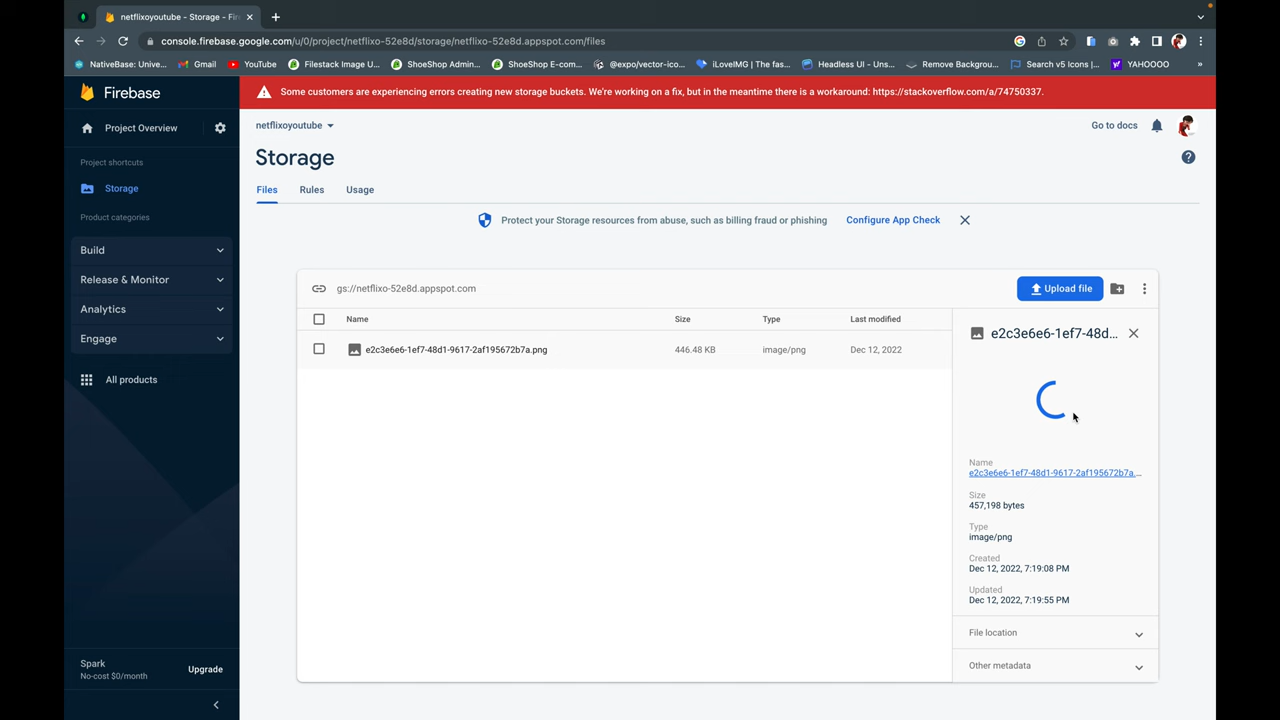 netflixoyoutube - Storage - Fir
console.firebase.google.com/u/0/project/netflixo-52e8d/storage/netflixo-52e8d.appspot.com/files
NativeBase: Unive...
Gmail
YouTube
Filestack Image U...
ShoeShop Admin...
ShoeShop E-com...
@expo/vector-ico...
iLoveIMG | The fas...
Headless UI - Uns...
Remove Backgrou...
Search v5 Icons |...
YAHOOOO
»
Firebase
Some customers are experiencing errors creating new storage buckets. We're working on a fix, but in the meantime there is a workaround: https://stackoverflow.com/a/74750337.
Project Overview
netflixoyoutube
Go to docs
Storage
Project shortcuts
Storage
Files
Rules
Usage
Product categories
Protect your Storage resources from abuse, such as billing fraud or phishing
Configure App Check
Build
Release & Monitor
Analytics
Engage
All products
gs://netflixo-52e8d.appspot.com
Upload file
Name
Size
Type
Last modified
e2c3e6e6-1ef7-48d1-9617-2af195672b7a.png
446.48 KB
image/png
Dec 12, 2022
e2c3e6e6-1ef7-48d...
Name
e2c3e6e6-1ef7-48d1-9617-2af195672b7a...
Size
457,198 bytes
Type
image/png
Created
Dec 12, 2022, 7:19:08 PM
Updated
Dec 12, 2022, 7:19:55 PM
File location
Other metadata
Spark
No-cost $0/month
Upgrade